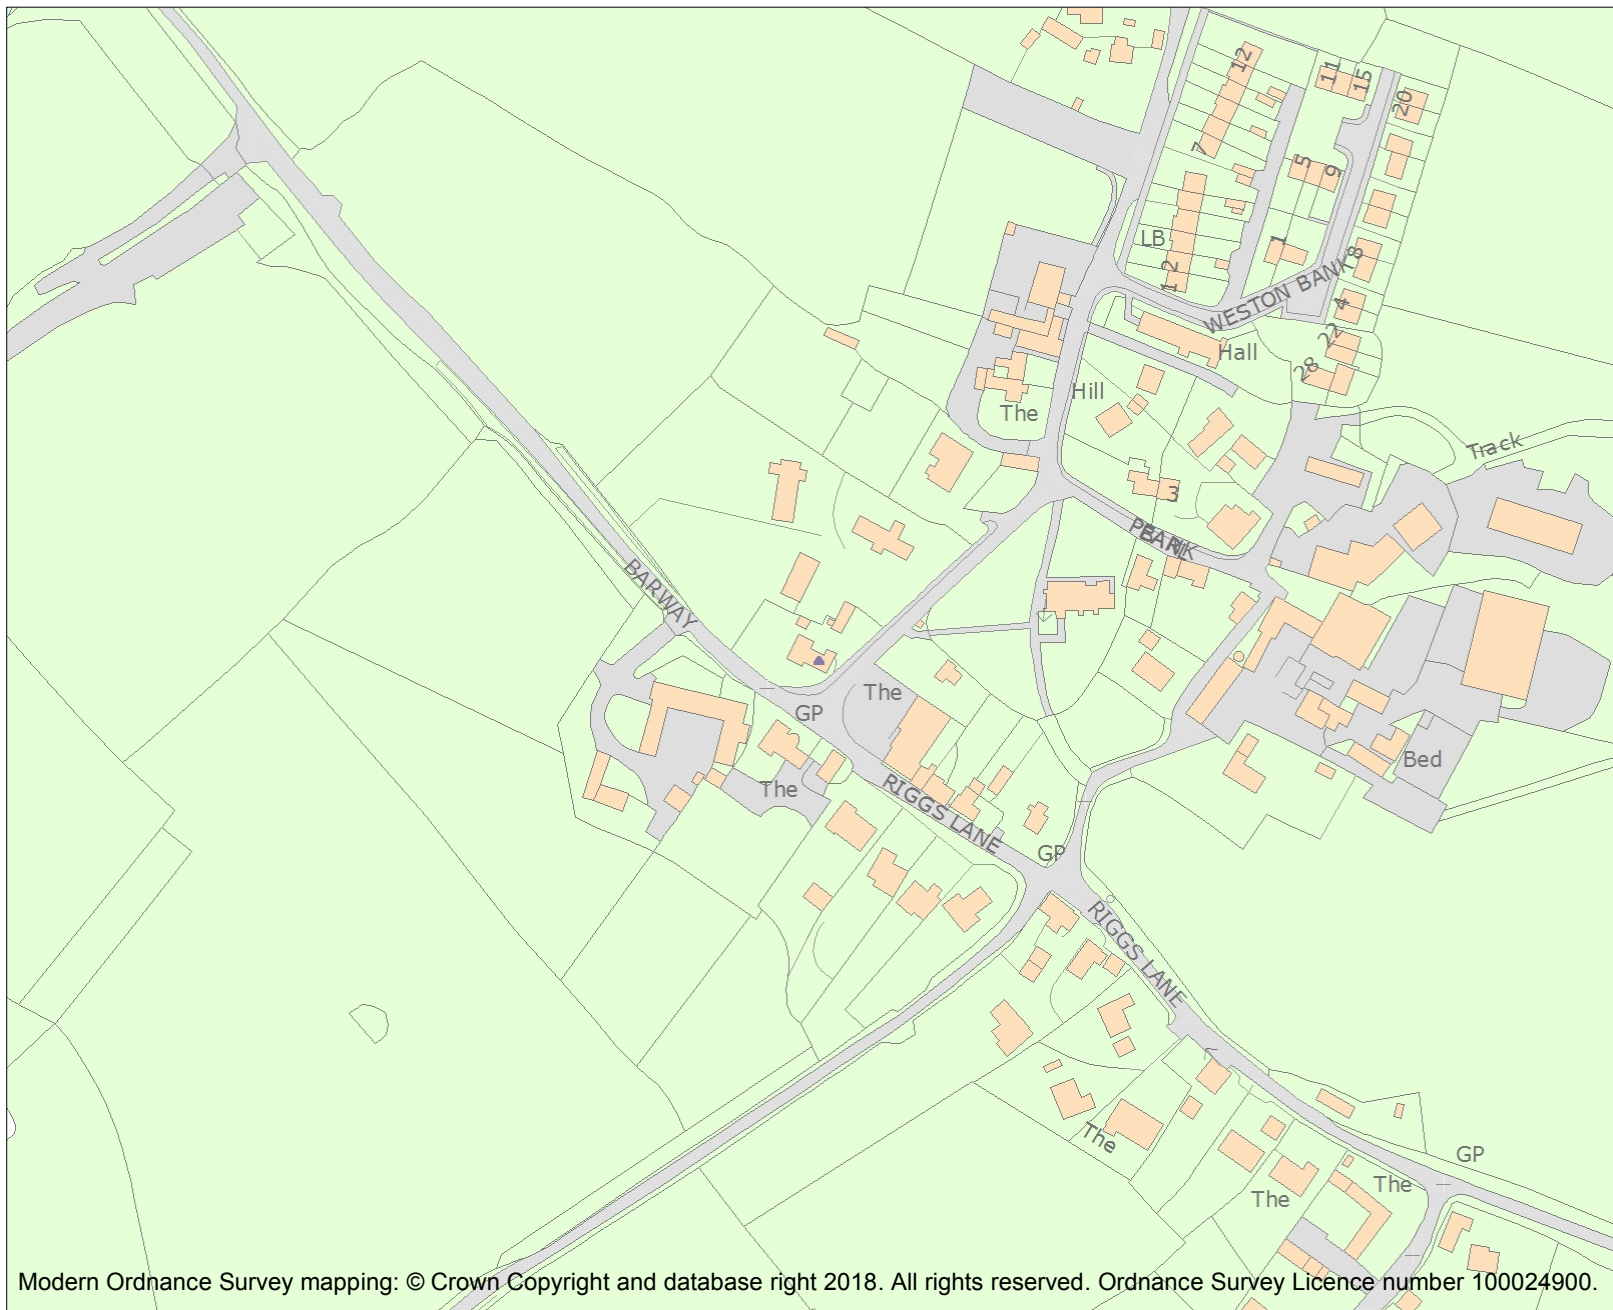 12
11
15
20
7
5
9
LB
1
8
12
1
WESTON BANK
4
22
Hall
28
Hill
The
Track
3
BANK
BARWAY
The
GP
The
Bed
RIGGS LANE
GP
RIGGS LANE
The
GP
The
The
Modern Ordnance Survey mapping: © Crown Copyright and database right 2018. All rights reserved. Ordnance Survey Licence number 100024900.